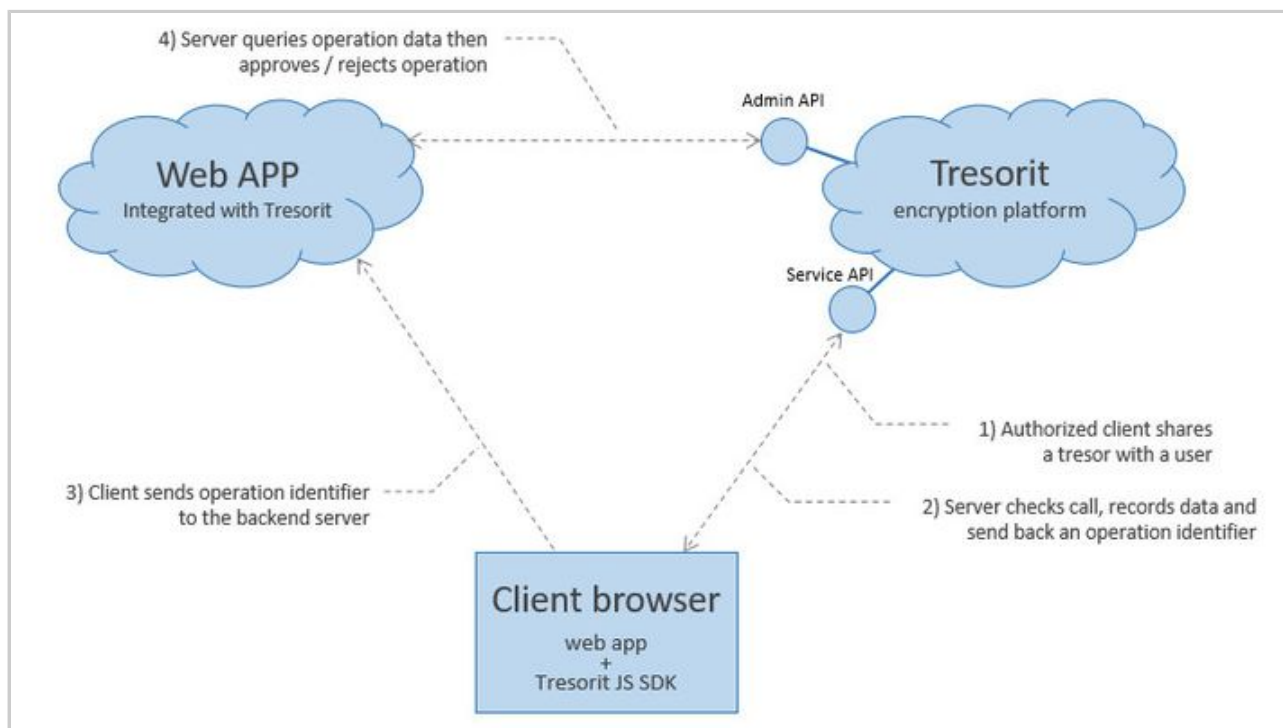 4) Server queries operation data then
approves / rejects operation
Admin API
Web APP
Integrated with Tresorit
Tresorit
encryption platform
Service API
1) Authorized client shares
a tresor with a user
3) Client sends operation identifier
to the backend server
2) Server checks call, records data and
send back an operation identifier
Client browser
web app
+
Tresorit JS SDK